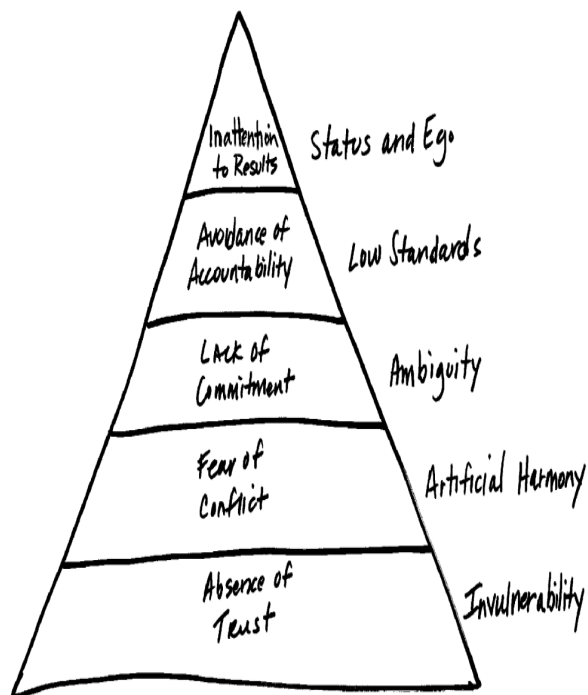 Inattention
to Results
Status and Ego
Avoidance of
Accountability
Low Standards
Lack of
Commitment
Ambiguity
Fear of
Conflict
Artificial Harmony
Absence of
Trust
Invulnerability